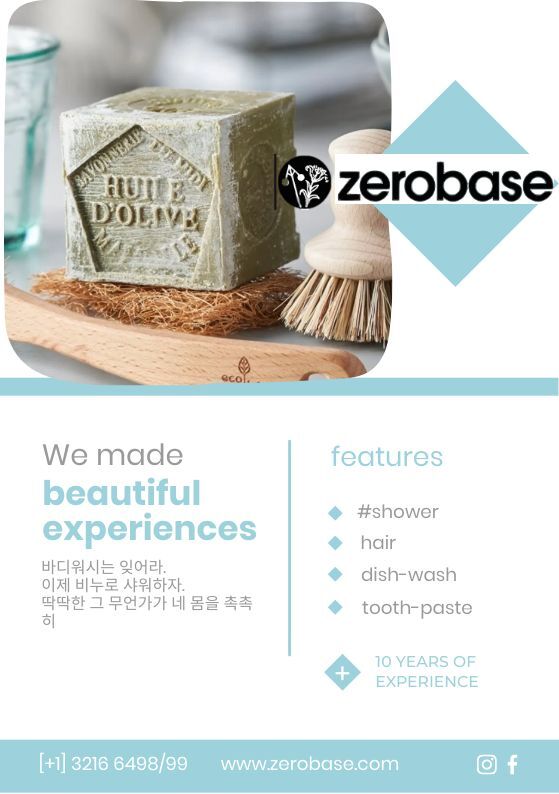 SAVONNERIE
HUILE
D'OLIVE
zerobase
We made
beautiful
experiences
바디워시는 잊어라.
이제 비누로 샤워하자.
딱딱한 그 무언가가 네 몸을 촉촉
히
features
#shower
hair
dish-wash
tooth-paste
+
10 YEARS OF
EXPERIENCE
[+1] 3216 6498/99
www.zerobase.com